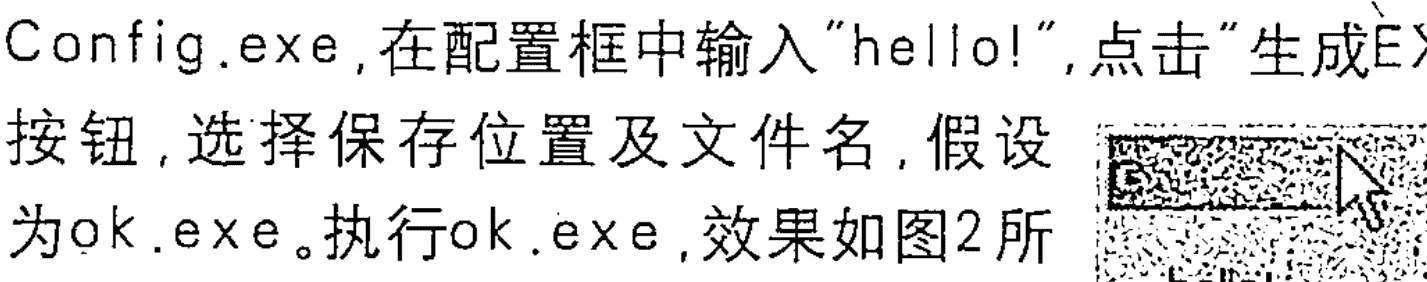 Config.exe,在配置框中输入"hello!",点击"生成EX
按钮,选择保存位置及文件名,假设
为ok.exe。执行ok.exe,效果如图2所